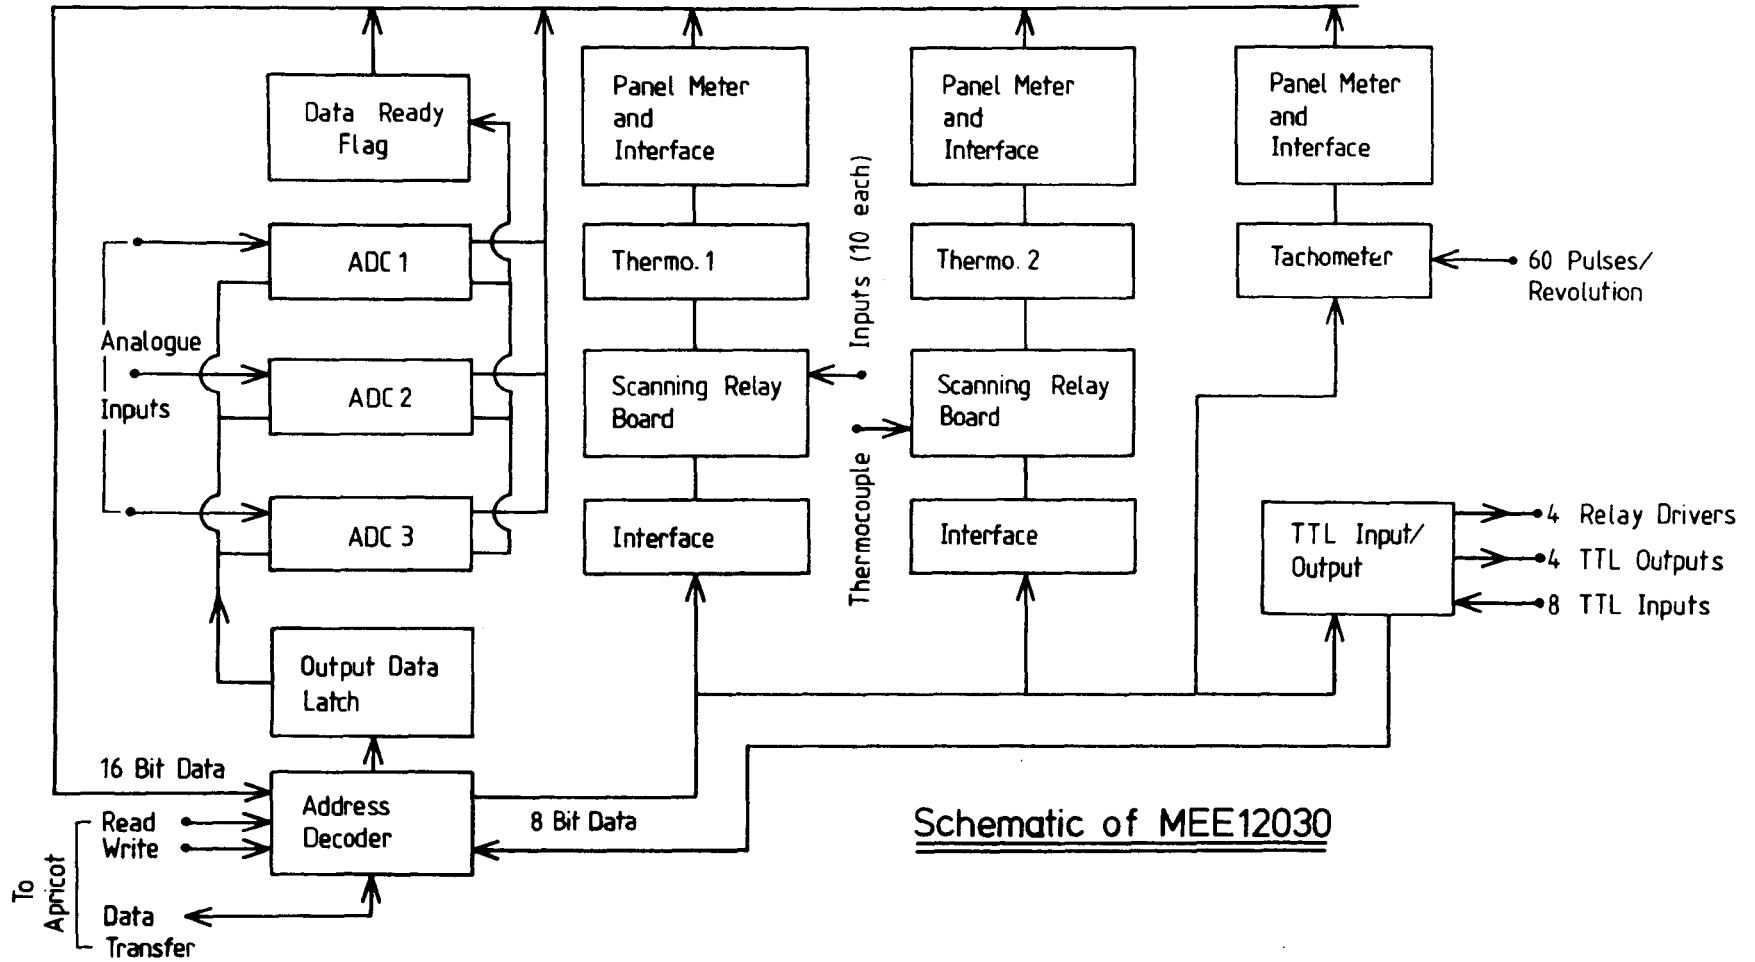 Data Ready
Flag
Panel Meter
and
Interface
Panel Meter
and
Interface
Panel Meter
and
Interface
ADC 1
Thermo. 1
Inputs (10 each)
Thermo. 2
Tachometer
60 Pulses/
Revolution
Analogue
Inputs
ADC 2
Scanning Relay
Board
Scanning Relay
Board
Thermocouple
ADC 3
Interface
Interface
TTL Input/
Output
4 Relay Drivers
4 TTL Outputs
8 TTL Inputs
Output Data
Latch
16 Bit Data
Address
Decoder
8 Bit Data
Read
Write
To
Apricot
Data
Transfer
Schematic of MEE12030